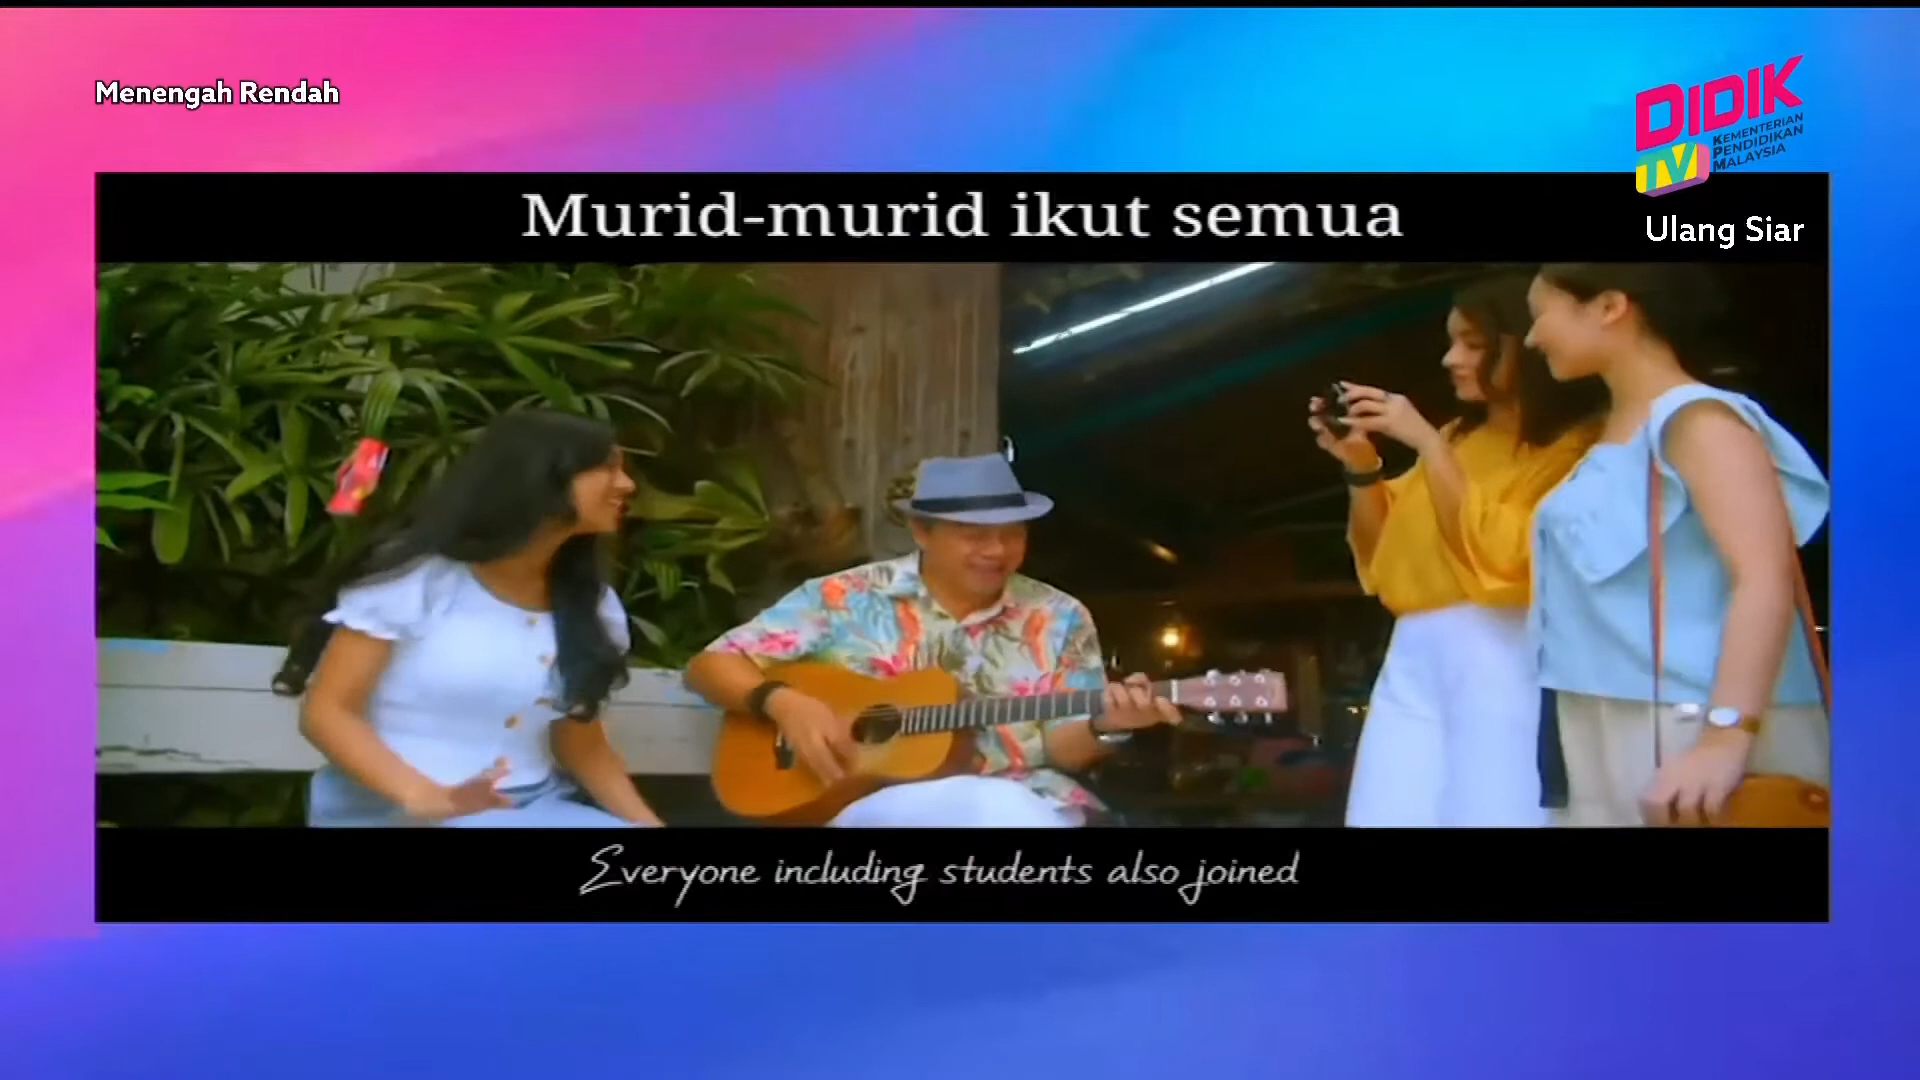 Menengah Rendah
DIDIK
TV
KEMENTERIAN
PENDIDIKAN
MALAYSIA
Murid-murid ikut semua
Ulang Siar
Everyone including students also joined